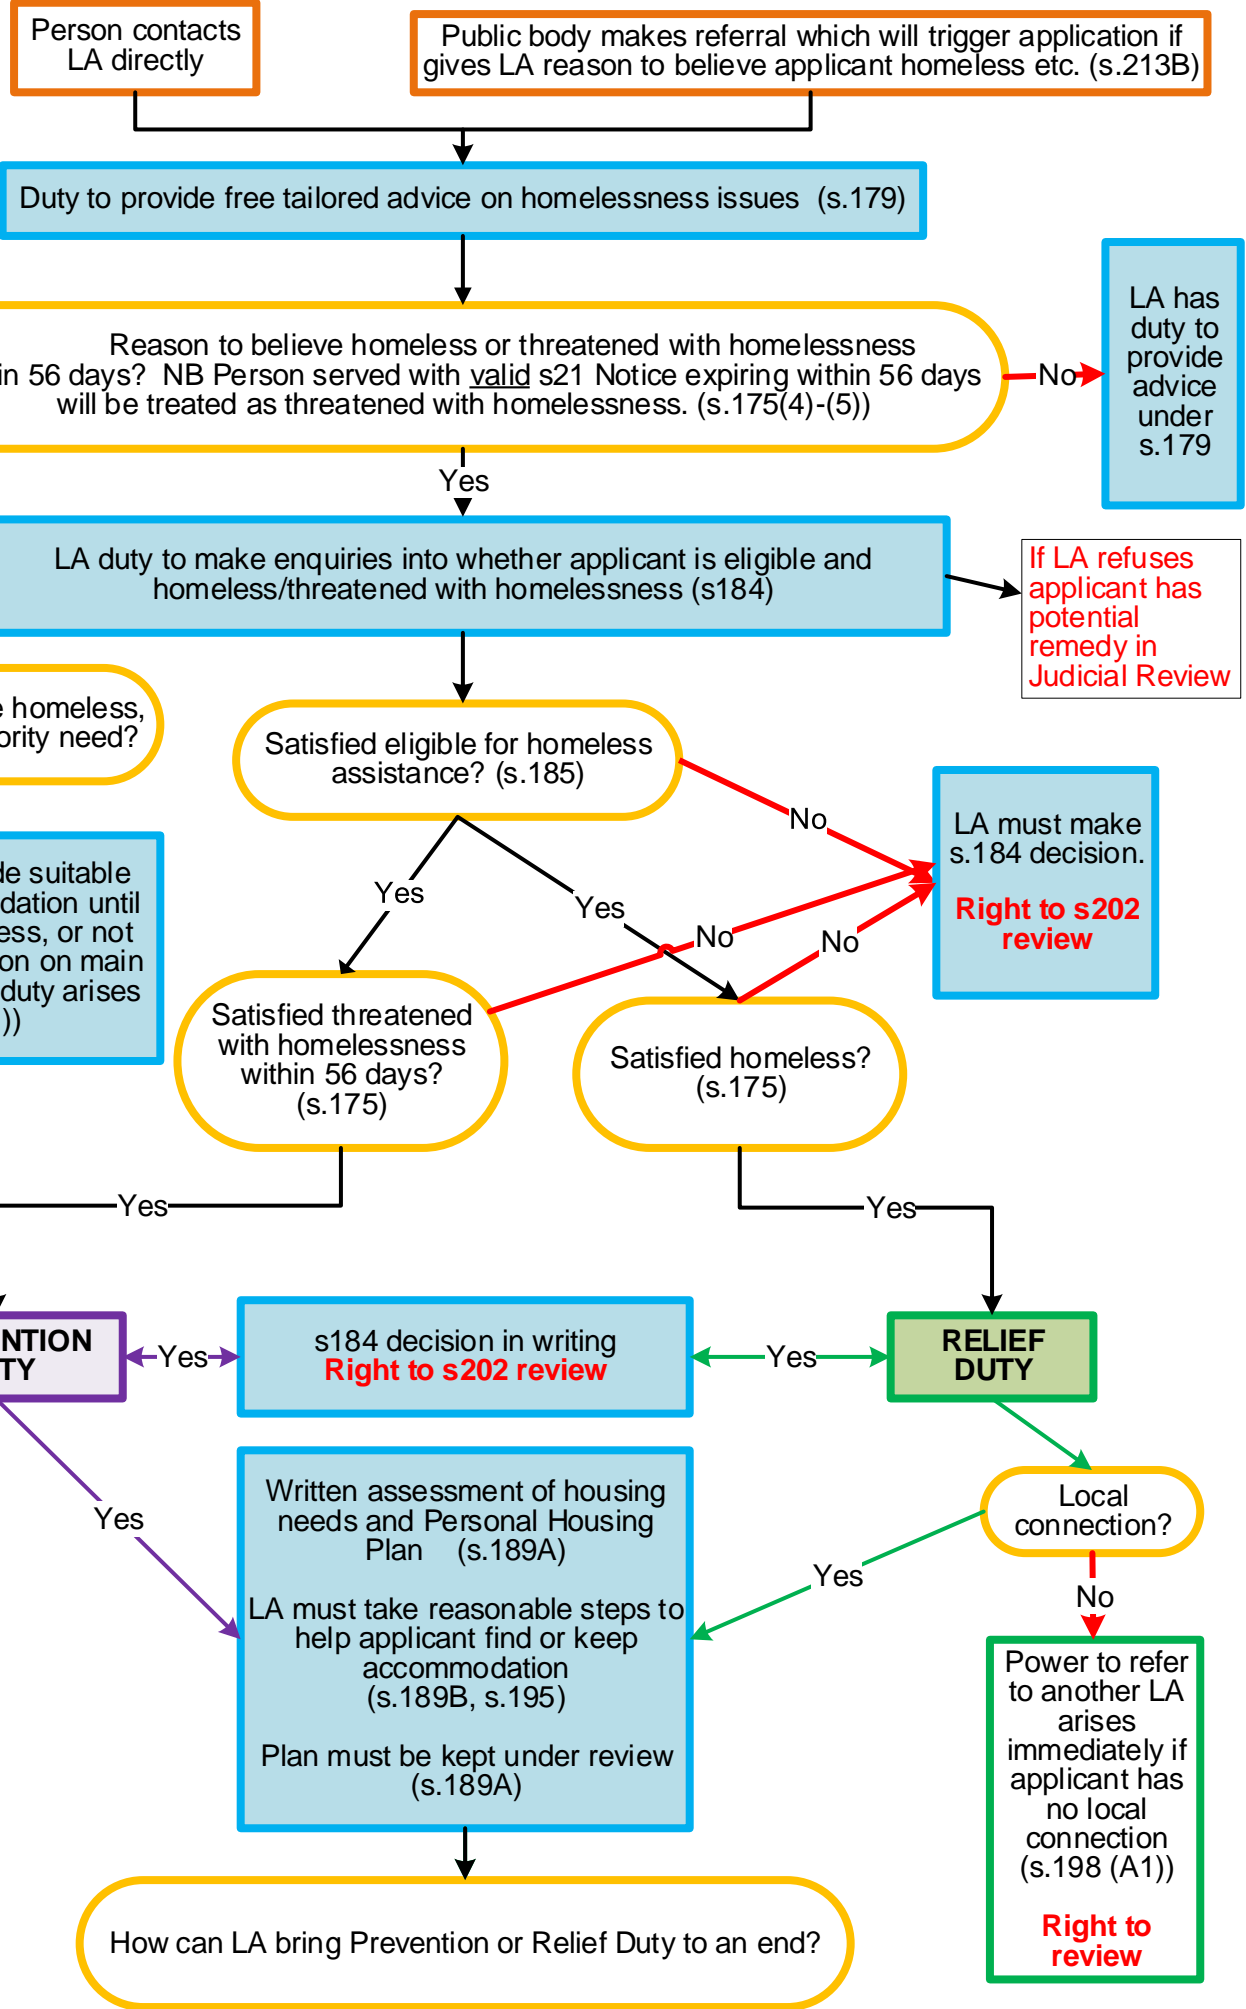 Person contacts
LA directly
Public body makes referral which will trigger application if
gives LA reason to believe applicant homeless etc. (s.213B)
Duty to provide free tailored advice on homelessness issues (s.179)
Reason to believe homeless or threatened with homelessness
in 56 days? NB Person served with valid s21 Notice expiring within 56 days
will be treated as threatened with homelessness. (s.175(4)-(5))
No
LA has
duty to
provide
advice
under
s.179
Yes
LA duty to make enquiries into whether applicant is eligible and
homeless/threatened with homelessness (s184)
If LA refuses
applicant has
potential
remedy in
Judicial Review
homeless,
need?
Satisfied eligible for homeless
assistance? (s.185)
No
LA must make
s.184 decision.
Right to s202
review
suitable
until
or not
on main
duty arises
))
Yes
Yes
No
No
Satisfied threatened
with homelessness
within 56 days?
(s.175)
Satisfied homeless?
(s.175)
Yes
Yes
NTION
TY
Yes
s184 decision in writing
Right to s202 review
Yes
RELIEF
DUTY
Written assessment of housing
needs and Personal Housing
Plan (s.189A)
LA must take reasonable steps to
help applicant find or keep
accommodation
(s.189B, s.195)
Plan must be kept under review
(s.189A)
Yes
Local
connection?
Yes
No
Power to refer
to another LA
arises
immediately if
applicant has
no local
connection
(s.198 (A1))
Right to
review
How can LA bring Prevention or Relief Duty to an end?